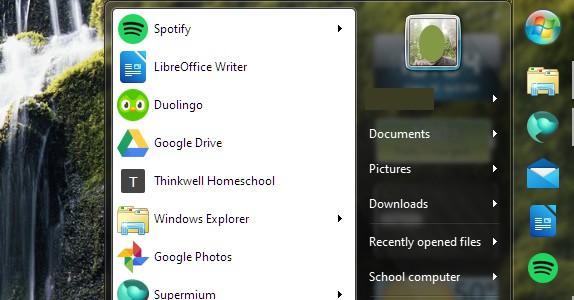 Spotify
LibreOffice Writer
Duolingo
Google Drive
T
Thinkwell Homeschool
Windows Explorer
Google Photos
Supermium
Documents
Pictures
Downloads
Recently opened files
School computer